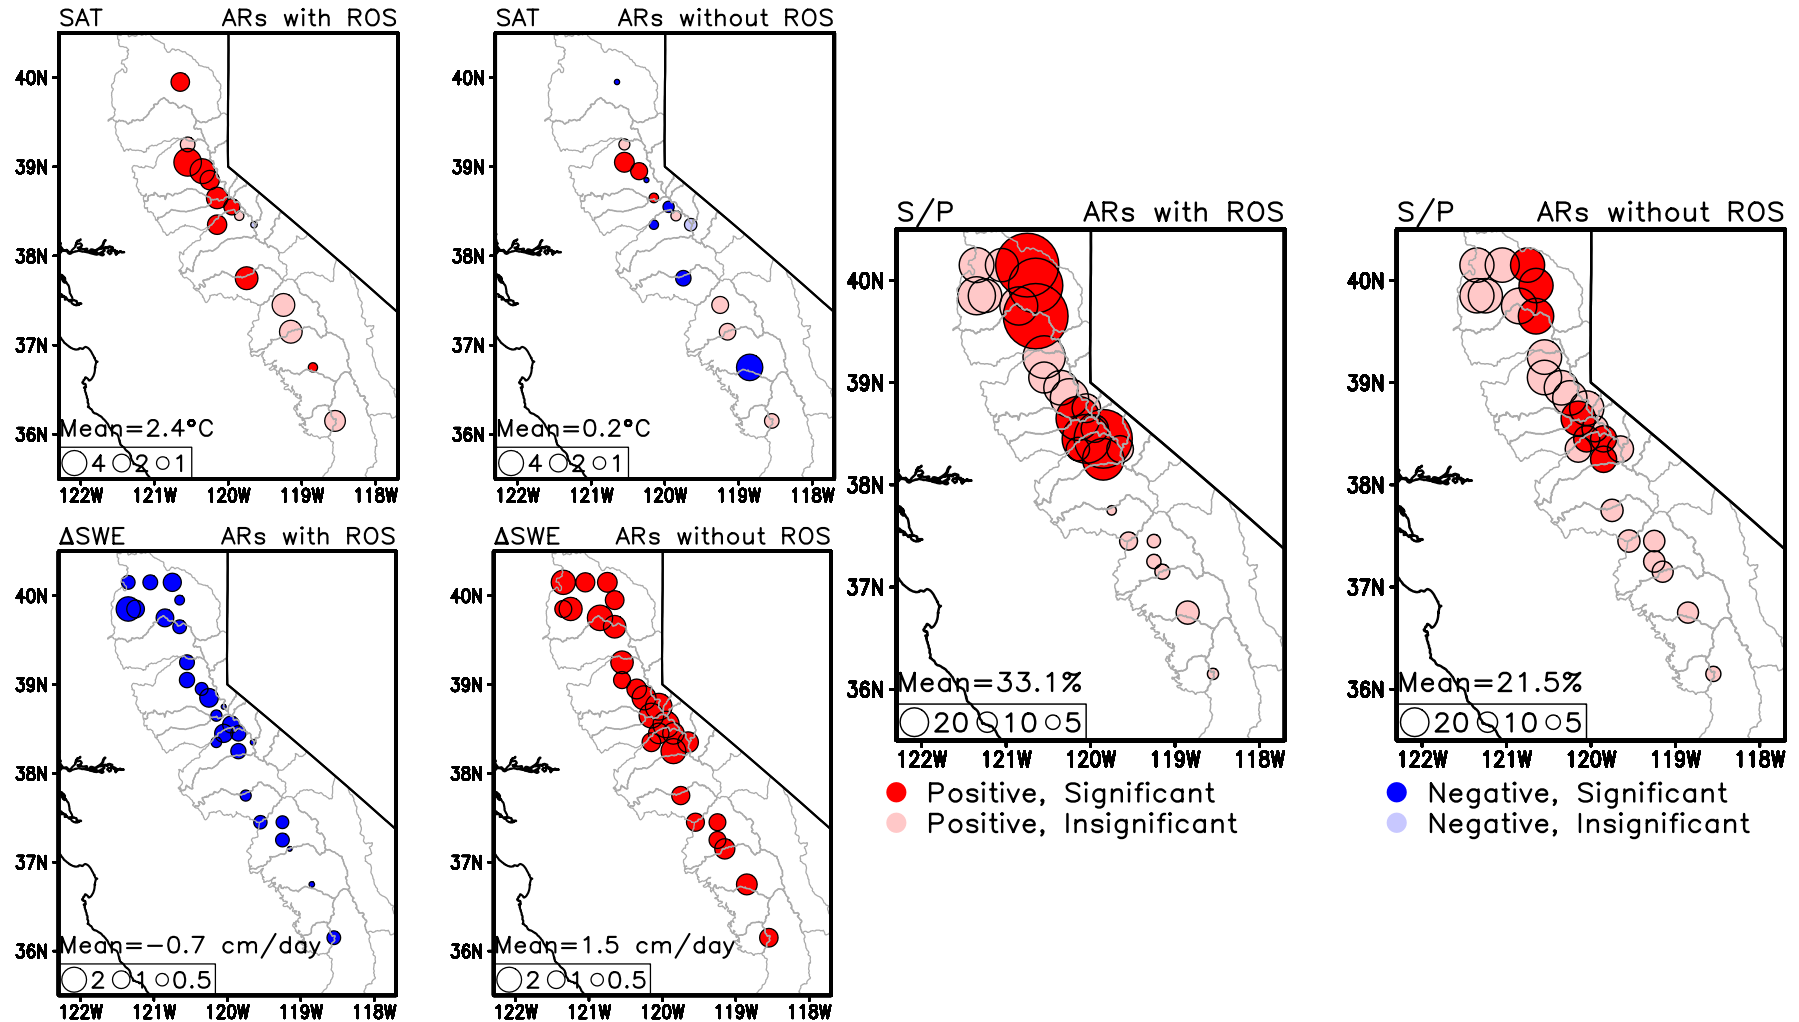 SAT ARs with ROS
40N
39N
38N
37N
36N
Mean=2.4°C
4 2 1
122W 121W 120W 119W 118W
SAT ARs without ROS
40N
39N
38N
37N
36N
Mean=0.2°C
4 2 1
122W 121W 120W 119W 118W
ΔSWE ARs with ROS
40N
39N
38N
37N
36N
Mean=−0.7 cm/day
2 1 0.5
122W 121W 120W 119W 118W
ΔSWE ARs without ROS
40N
39N
38N
37N
36N
Mean=1.5 cm/day
2 1 0.5
122W 121W 120W 119W 118W
S/P ARs with ROS
40N
39N
38N
37N
36N
Mean=33.1%
20 10 5
122W 121W 120W 119W 118W
S/P ARs without ROS
40N
39N
38N
37N
36N
Mean=21.5%
20 10 5
122W 121W 120W 119W 118W
Positive, Significant
Positive, Insignificant
Negative, Significant
Negative, Insignificant